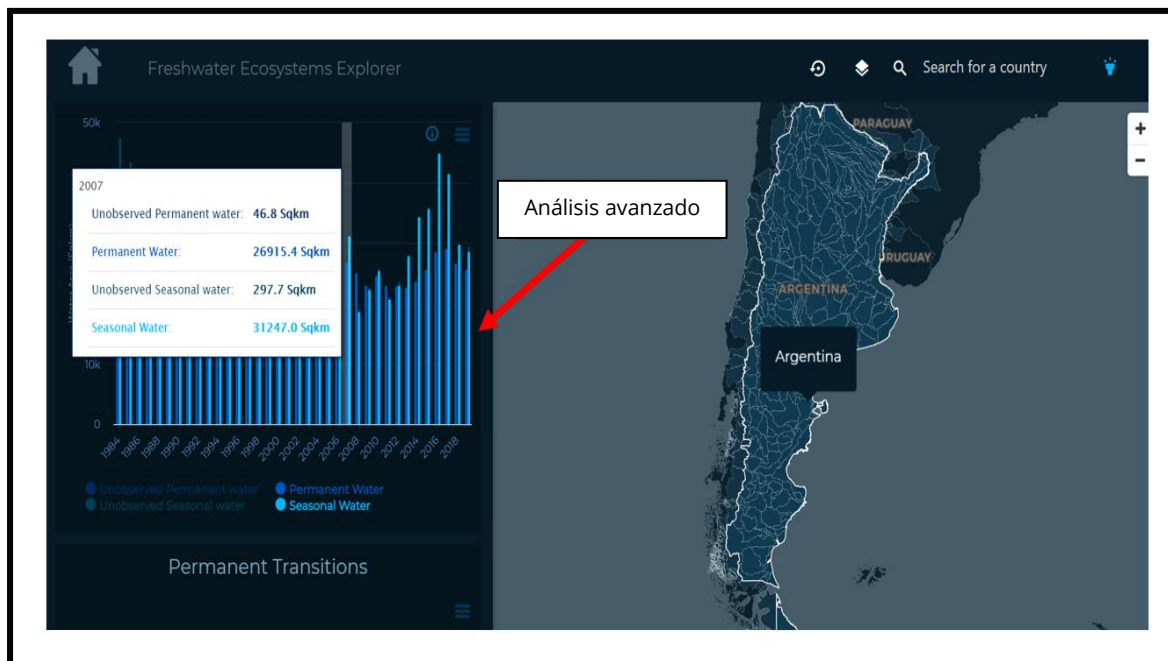 Freshwater Ecosystems Explorer
Search for a country
50k
2007
Unobserved Permanent water: 46.8 Sqkm
Permanent Water: 26915.4 Sqkm
Unobserved Seasonal water: 297.7 Sqkm
Seasonal Water: 31247.0 Sqkm
10k
0
1984 1986 1988 1990 1992 1994 1996 1998 2000 2002 2004 2006 2008 2010 2012 2014 2016 2018
Unobserved Permanent water Permanent Water
Unobserved Seasonal water Seasonal Water
Permanent Transitions
Análisis avanzado
PARAGUAY
+
−
URUGUAY
ARGENTINA
Argentina